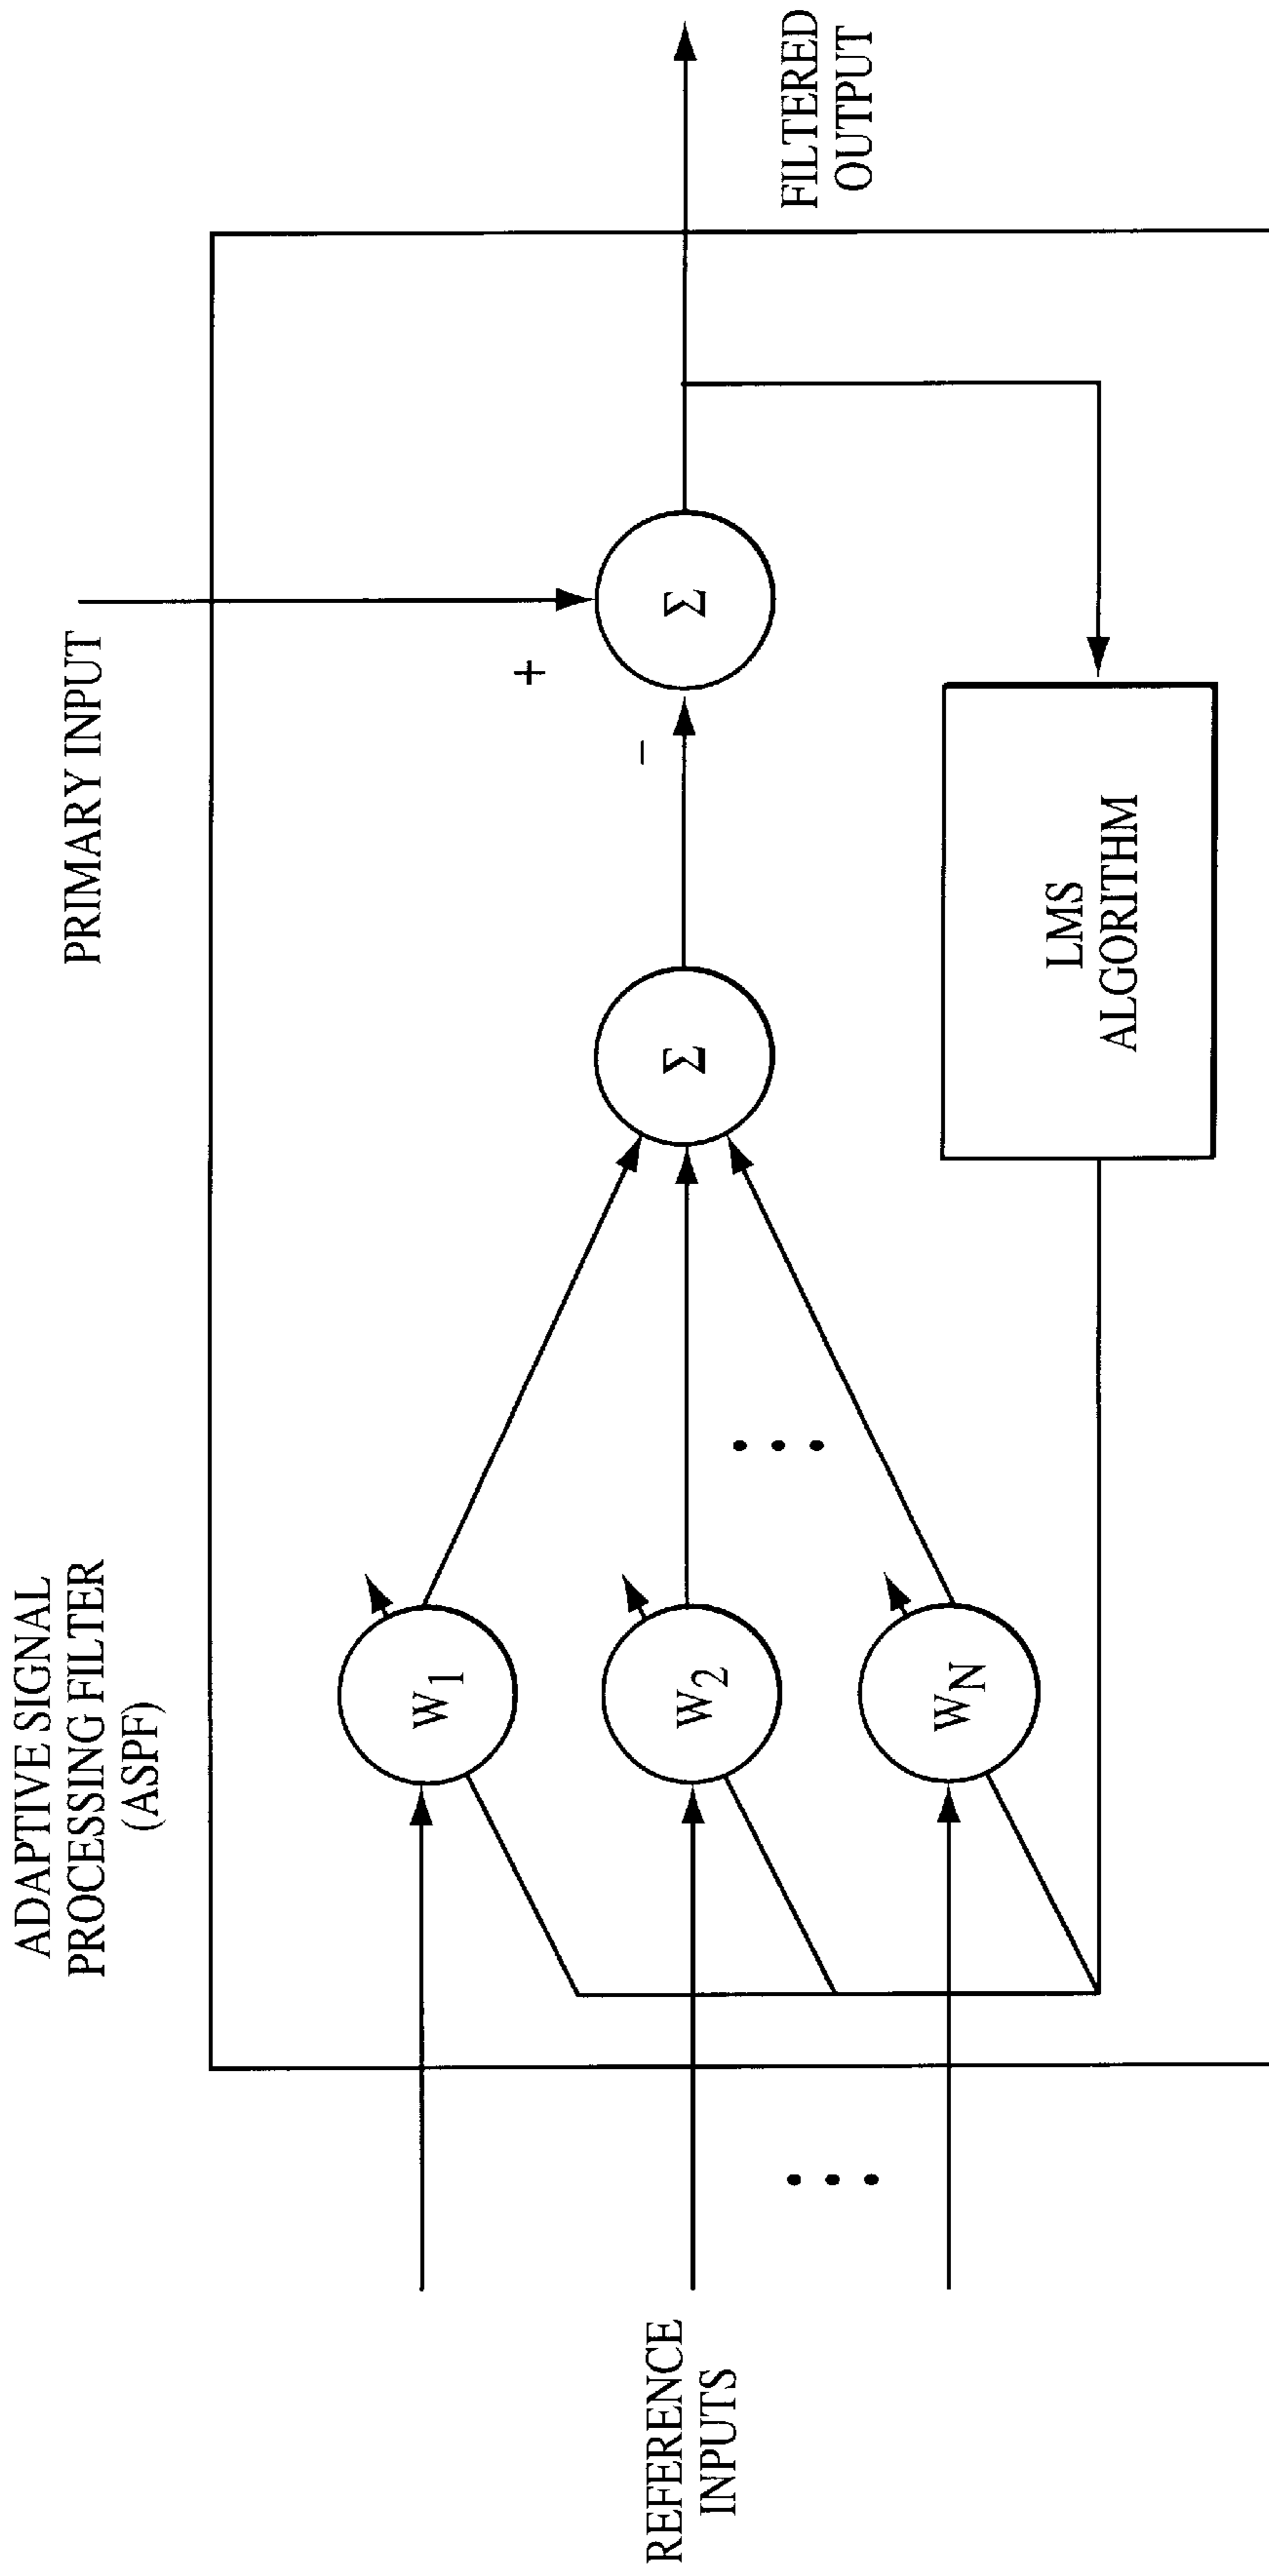 ADAPTIVE SIGNAL
PROCESSING FILTER
(ASPF)
PRIMARY INPUT
REFERENCE
INPUTS
W1
W2
WN
Σ
+
−
Σ
LMS
ALGORITHM
FILTERED
OUTPUT